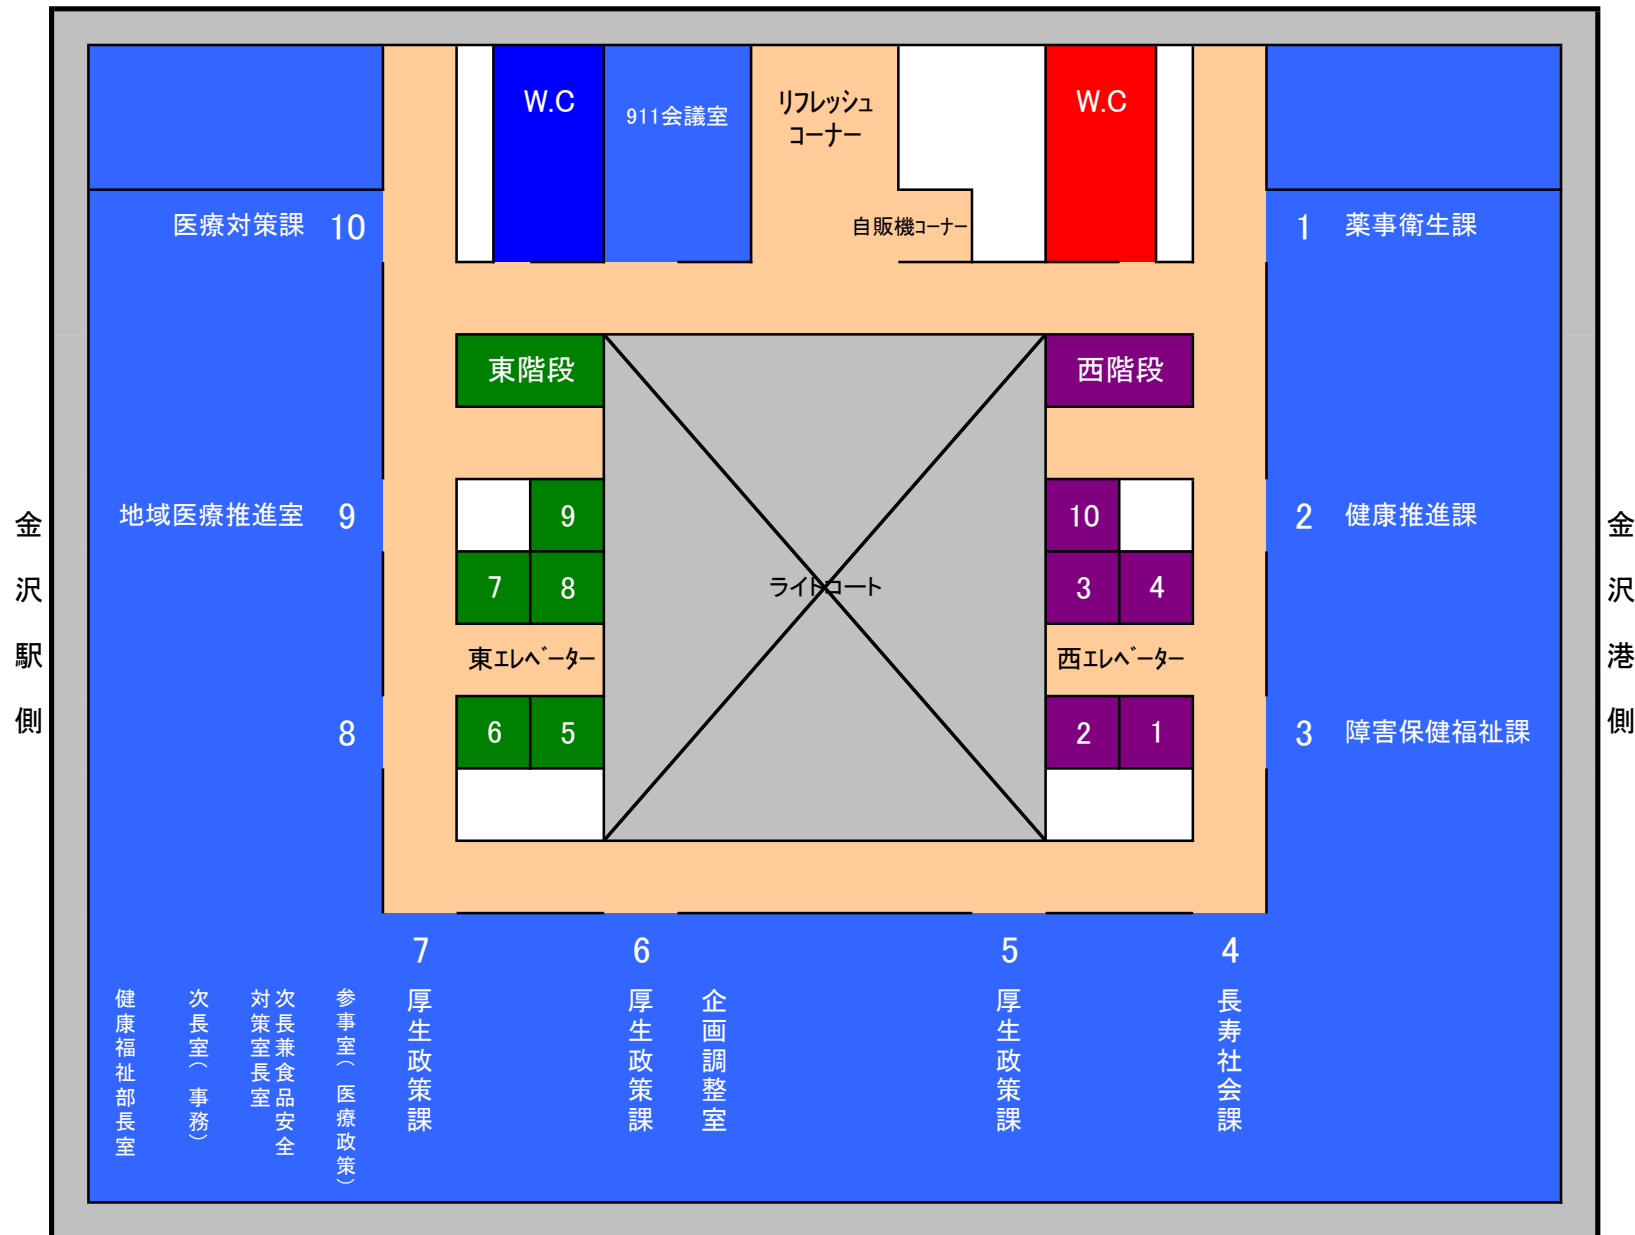 W.C
911会議室
リフレッシュ
コーナー
W.C
医療対策課 10
自販機コーナー
1 薬事衛生課
東階段
西階段
地域医療推進室 9
9
10
2 健康推進課
7 8
ライトコート
3 4
東エレベーター
西エレベーター
8
6 5
2 1
3 障害保健福祉課
金沢駅側
金沢港側
7
6
5
4
健康福祉部長室
次長室(事務)
次長兼食品安全
対策室長室
参事室(医療政策)
厚生政策課
厚生政策課
企画調整室
厚生政策課
長寿社会課